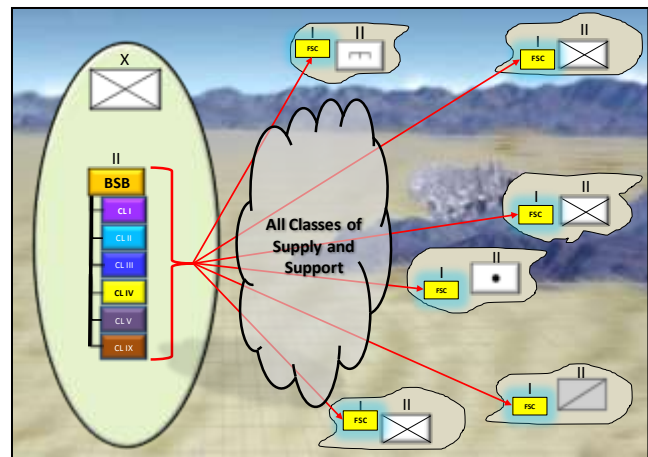 X
II
BSB
CL I
CL II
CL III
CL IV
CL V
CL IX
All Classes of
Supply and
Support
I
II
FSC
I
II
FSC
I
II
FSC
I
II
FSC
I
II
FSC
I
II
FSC